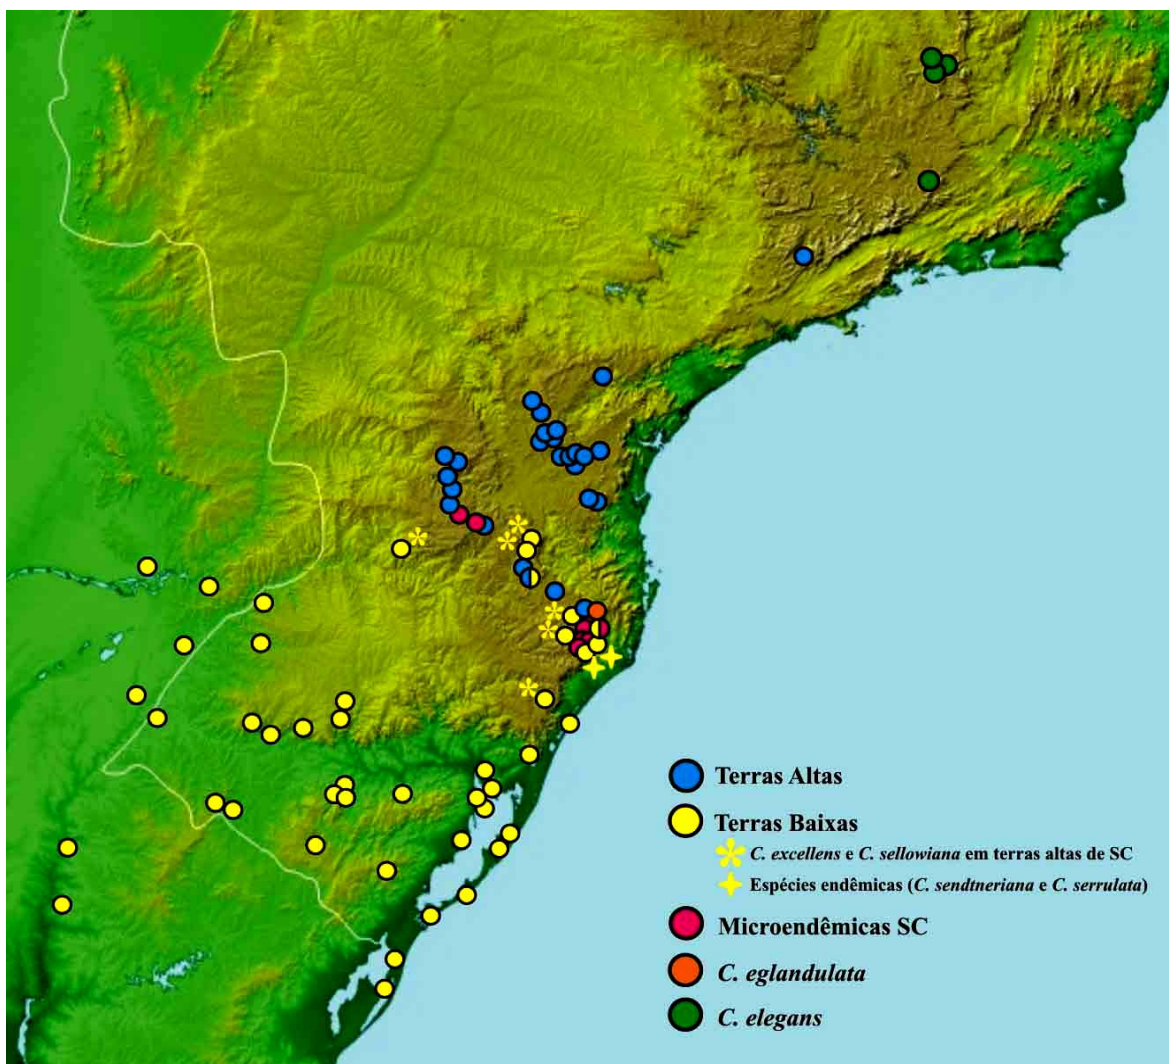 Terras Altas
Terras Baixas
C. excellens e C. sellowiana em terras altas de SC
Espécies endêmicas (C. sendtneriana e C. serrulata)
Microendêmicas SC
C. eglandulata
C. elegans